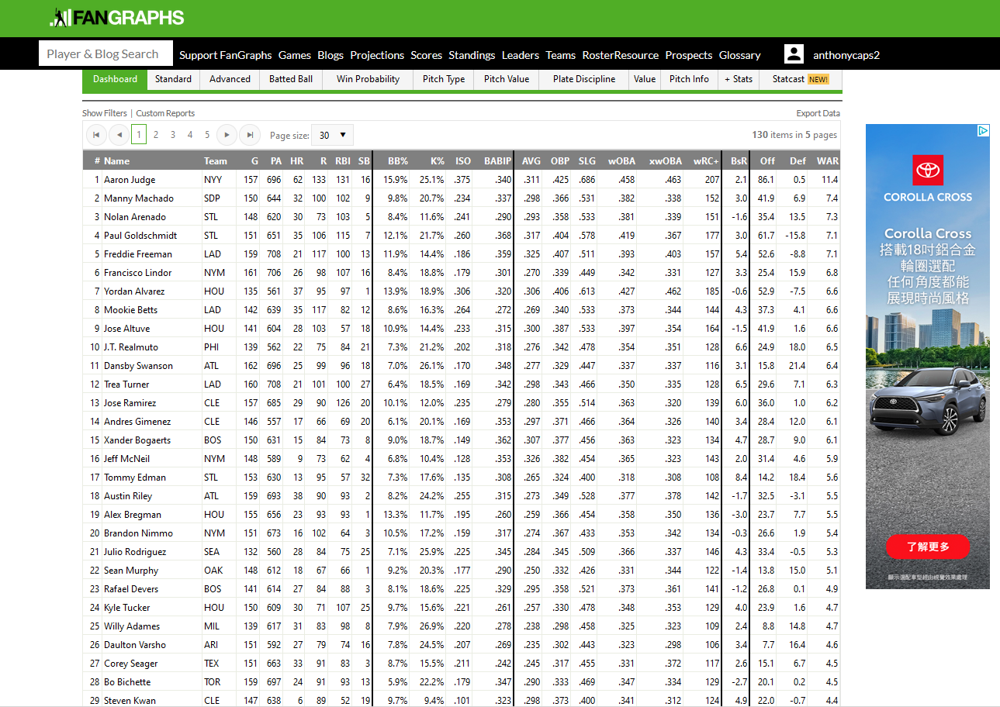 FANGRAPHS
Player & Blog Search Support FanGraphs Games Blogs Projections Scores Standings Leaders Teams RosterResource Prospects Glossary anthonycaps2
Dashboard Standard Advanced Batted Ball Win Probability Pitch Type Pitch Value Plate Discipline Value Pitch Info + Stats Statcast NEW!
Show Filters | Custom Reports Export Data
1 2 3 4 5 Page size: 30 130 items in 5 pages
# Name Team G PA HR R RBI SB BB% K% ISO BABIP AVG OBP SLG wOBA xwOBA wRC+ BsR Off Def WAR
1 Aaron Judge NYY 157 696 62 133 131 16 15.9% 25.1% .375 .340 .311 .425 .686 .458 .463 207 2.1 86.1 0.5 11.4
2 Manny Machado SDP 150 644 32 100 102 9 9.8% 20.7% .234 .337 .298 .366 .531 .382 .338 152 3.0 41.9 6.9 7.4
3 Nolan Arenado STL 148 620 30 73 103 5 8.4% 11.6% .241 .290 .293 .358 .533 .381 .339 151 -1.6 35.4 13.5 7.3
4 Paul Goldschmidt STL 151 651 35 106 115 7 12.1% 21.7% .260 .368 .317 .404 .578 .419 .367 177 3.0 61.7 -15.8 7.1
5 Freddie Freeman LAD 159 708 21 117 100 13 11.9% 14.4% .186 .359 .325 .407 .511 .393 .403 157 5.4 52.6 -8.8 7.1
6 Francisco Lindor NYM 161 706 26 98 107 16 8.4% 18.8% .179 .301 .270 .339 .449 .342 .331 127 3.3 25.4 15.9 6.8
7 Yordan Alvarez HOU 135 561 37 95 97 1 13.9% 18.9% .306 .320 .306 .406 .613 .427 .462 185 -0.6 52.9 -7.5 6.6
8 Mookie Betts LAD 142 639 35 117 82 12 8.6% 16.3% .264 .272 .269 .340 .533 .373 .344 144 4.3 37.3 4.1 6.6
9 Jose Altuve HOU 141 604 28 103 57 18 10.9% 14.4% .233 .315 .300 .387 .533 .397 .354 164 -1.5 41.9 1.6 6.6
10 J.T. Realmuto PHI 139 562 22 75 84 21 7.3% 21.2% .202 .318 .276 .342 .478 .354 .351 128 6.6 24.9 18.0 6.5
11 Dansby Swanson ATL 162 696 25 99 96 18 7.0% 26.1% .170 .348 .277 .329 .447 .337 .337 116 3.1 15.8 21.4 6.4
12 Trea Turner LAD 160 708 21 101 100 27 6.4% 18.5% .169 .342 .298 .343 .466 .350 .335 128 6.5 29.6 7.1 6.3
13 Jose Ramirez CLE 157 685 29 90 126 20 10.1% 12.0% .235 .279 .280 .355 .514 .363 .320 139 6.0 36.0 1.0 6.2
14 Andres Gimenez CLE 146 557 17 66 69 20 6.1% 20.1% .169 .353 .297 .371 .466 .364 .326 140 3.4 28.4 12.0 6.1
15 Xander Bogaerts BOS 150 631 15 84 73 8 9.0% 18.7% .149 .362 .307 .377 .456 .363 .323 134 4.7 28.7 9.0 6.1
16 Jeff McNeil NYM 148 589 9 73 62 4 6.8% 10.4% .128 .353 .326 .382 .454 .365 .323 143 2.0 31.4 4.6 5.9
17 Tommy Edman STL 153 630 13 95 57 32 7.3% 17.6% .135 .308 .265 .324 .400 .318 .308 108 8.4 14.2 18.4 5.6
18 Austin Riley ATL 159 693 38 90 93 2 8.2% 24.2% .255 .315 .273 .349 .528 .377 .378 142 -1.7 32.5 -3.1 5.5
19 Alex Bregman HOU 155 656 23 93 93 1 13.3% 11.7% .195 .260 .259 .366 .454 .358 .350 136 -3.0 23.7 7.7 5.5
20 Brandon Nimmo NYM 151 673 16 102 64 3 10.5% 17.2% .159 .317 .274 .367 .433 .353 .342 134 -0.3 26.6 1.9 5.4
21 Julio Rodriguez SEA 132 560 28 84 75 25 7.1% 25.9% .225 .345 .284 .345 .509 .366 .337 146 4.3 33.4 -0.5 5.3
22 Sean Murphy OAK 148 612 18 67 66 1 9.2% 20.3% .177 .290 .250 .332 .426 .331 .344 122 -1.4 13.8 15.0 5.1
23 Rafael Devers BOS 141 614 27 84 88 3 8.1% 18.6% .225 .329 .295 .358 .521 .373 .361 141 -1.2 26.8 0.1 4.9
24 Kyle Tucker HOU 150 609 30 71 107 25 9.7% 15.6% .221 .261 .257 .330 .478 .348 .353 129 4.0 23.9 1.6 4.7
25 Willy Adames MIL 139 617 31 83 98 8 7.9% 26.9% .220 .278 .238 .298 .458 .325 .323 109 2.4 8.8 14.8 4.7
26 Daulton Varsho ARI 151 592 27 79 74 16 7.8% 24.5% .207 .269 .235 .302 .443 .323 .298 106 3.4 7.7 16.4 4.6
27 Corey Seager TEX 151 663 33 91 83 3 8.7% 15.5% .211 .242 .245 .317 .455 .331 .372 117 2.6 15.1 6.7 4.5
28 Bo Bichette TOR 159 697 24 91 93 13 5.9% 22.2% .179 .347 .290 .333 .469 .347 .334 129 -2.7 20.1 0.2 4.5
29 Steven Kwan CLE 147 638 6 89 52 19 9.7% 9.4% .101 .323 .298 .373 .400 .341 .312 124 4.9 22.0 -0.7 4.4
COROLLA CROSS
Corolla Cross
搭載18吋鋁合金
輪圈選配
任何角度都能
展現時尚風格
了解更多
顯示選配車型經由視覺效果處理